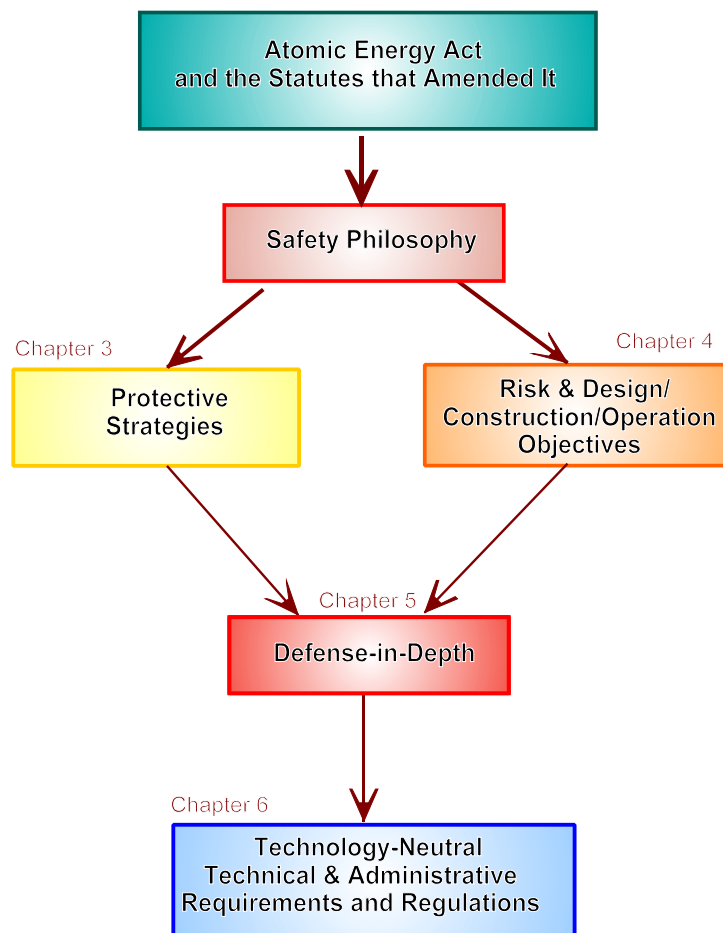 Atomic Energy Act
and the Statutes that Amended It
Safety Philosophy
Chapter 3
Chapter 4
Protective
Strategies
Risk & Design/
Construction/Operation
Objectives
Chapter 5
Defense-in-Depth
Chapter 6
Technology-Neutral
Technical & Administrative
Requirements and Regulations